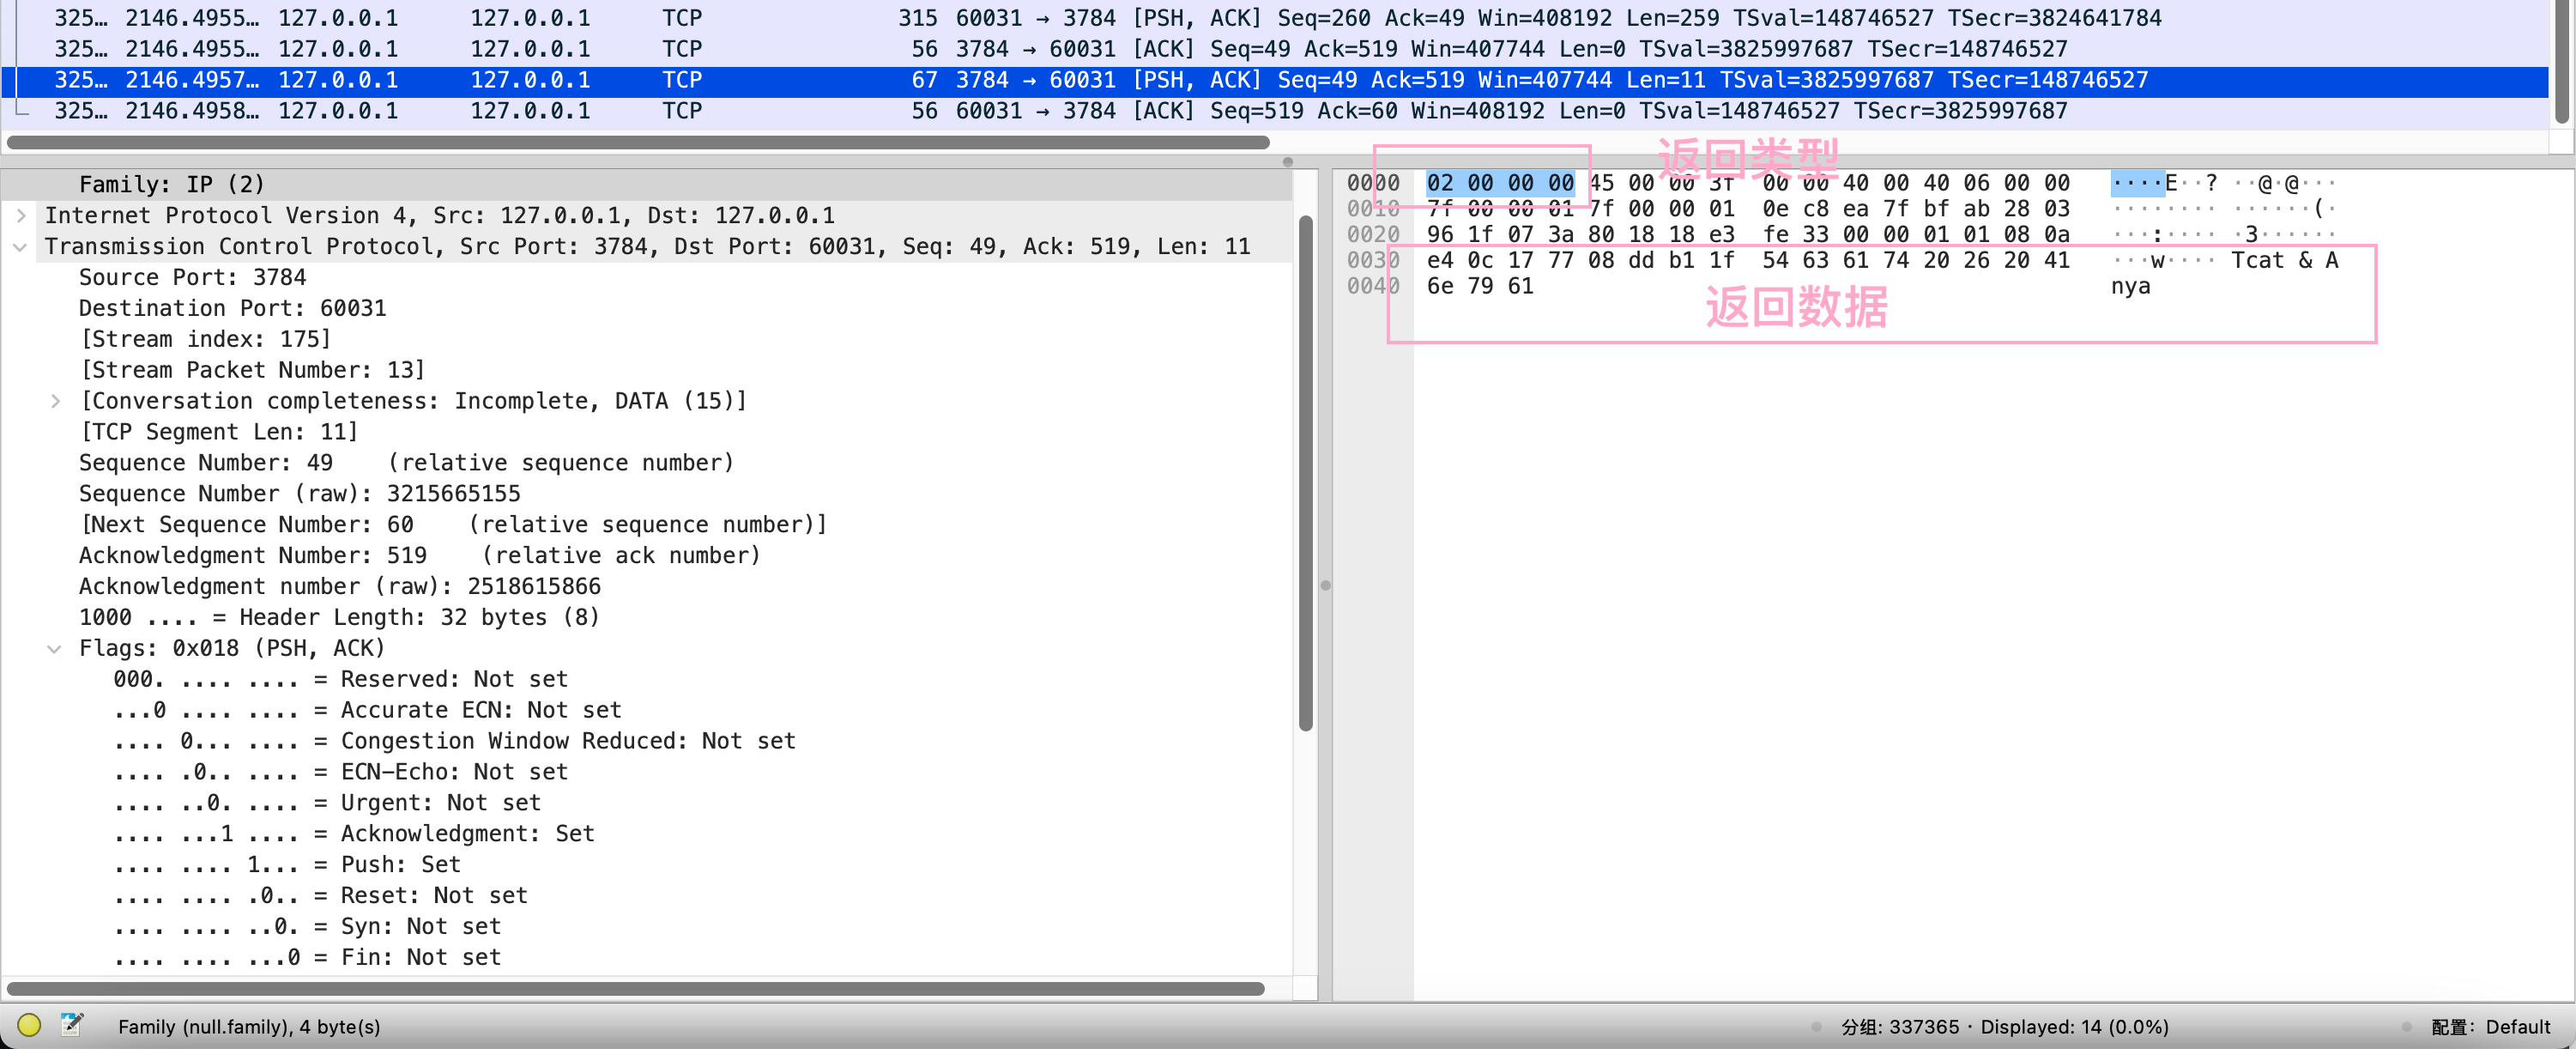 325… 2146.4955… 127.0.0.1 127.0.0.1 TCP 315 60031 → 3784 [PSH, ACK] Seq=260 Ack=49 Win=408192 Len=259 TSval=148746527 TSecr=3824641784
325… 2146.4955… 127.0.0.1 127.0.0.1 TCP 56 3784 → 60031 [ACK] Seq=49 Ack=519 Win=407744 Len=0 TSval=3825997687 TSecr=148746527
325… 2146.4957… 127.0.0.1 127.0.0.1 TCP 67 3784 → 60031 [PSH, ACK] Seq=49 Ack=519 Win=407744 Len=11 TSval=3825997687 TSecr=148746527
325… 2146.4958… 127.0.0.1 127.0.0.1 TCP 56 60031 → 3784 [ACK] Seq=519 Ack=60 Win=408192 Len=0 TSval=148746527 TSecr=3825997687
Family: IP (2)
Internet Protocol Version 4, Src: 127.0.0.1, Dst: 127.0.0.1
Transmission Control Protocol, Src Port: 3784, Dst Port: 60031, Seq: 49, Ack: 519, Len: 11
Source Port: 3784
Destination Port: 60031
[Stream index: 175]
[Stream Packet Number: 13]
[Conversation completeness: Incomplete, DATA (15)]
[TCP Segment Len: 11]
Sequence Number: 49 (relative sequence number)
Sequence Number (raw): 3215665155
[Next Sequence Number: 60 (relative sequence number)]
Acknowledgment Number: 519 (relative ack number)
Acknowledgment number (raw): 2518615866
1000 .... = Header Length: 32 bytes (8)
Flags: 0x018 (PSH, ACK)
000. .... .... = Reserved: Not set
...0 .... .... = Accurate ECN: Not set
.... 0... .... = Congestion Window Reduced: Not set
.... .0.. .... = ECN-Echo: Not set
.... ..0. .... = Urgent: Not set
.... ...1 .... = Acknowledgment: Set
.... .... 1... = Push: Set
.... .... .0.. = Reset: Not set
.... .... ..0. = Syn: Not set
.... .... ...0 = Fin: Not set
返回类型
0000 02 00 00 00 45 00 00 3f 00 00 40 00 40 06 00 00 ····E··? ··@·@···
0010 7f 00 00 01 7f 00 00 01 0e c8 ea 7f bf ab 28 03 ········ ······(·
0020 96 1f 07 3a 80 18 18 e3 fe 33 00 00 01 01 08 0a ···:···· ·3······
0030 e4 0c 17 77 08 dd b1 1f 54 63 61 74 20 26 20 41 ···w···· Tcat & A
0040 6e 79 61 nya
返回数据
Family (null.family), 4 byte(s)
分组: 337365 · Displayed: 14 (0.0%)
配置: Default